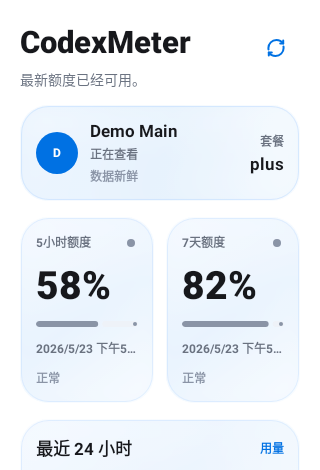 CodexMeter
最新额度已经可用。
D
Demo Main
正在查看
数据新鲜
套餐
plus
5小时额度
58%
2026/5/23 下午5…
正常
7天额度
82%
2026/5/23 下午5…
正常
最近 24 小时
用量